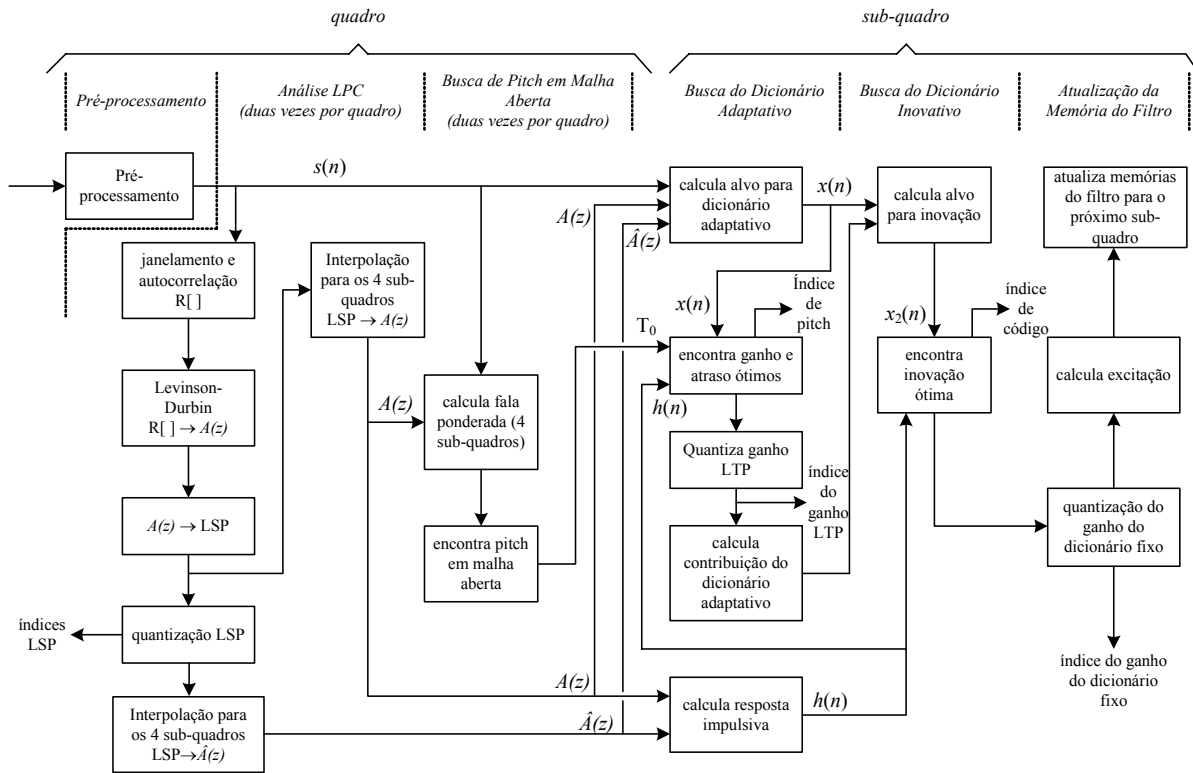 quadro
sub-quadro
Pré-processamento
Análise LPC
(duas vezes por quadro)
Busca de Pitch em Malha
Aberta
(duas vezes por quadro)
Busca do Dicionário
Adaptativo
Busca do Dicionário
Inovativo
Atualização da
Memória do Filtro
Pré-
processamento
s(n)
A(z)
Â(z)
calcula alvo para
dicionário
adaptativo
x(n)
calcula alvo
para inovação
atualiza memórias
do filtro para o
próximo sub-
quadro
janelamento e
autocorrelação
R[ ]
Interpolação
para os 4 sub-
quadros
LSP → A(z)
x(n)
Índice
de
pitch
x₂(n)
índice
de
código
T₀
encontra ganho e
atraso ótimos
h(n)
encontra
inovação
ótima
calcula excitação
Levinson-
Durbin
R[ ] → A(z)
A(z)
calcula fala
ponderada (4
sub-quadros)
Quantiza ganho
LTP
índice
do
ganho
LTP
A(z) → LSP
encontra pitch
em malha
aberta
calcula
contribuição do
dicionário
adaptativo
quantização do
ganho do
dicionário fixo
índices
LSP
quantização LSP
índice do ganho
do dicionário
fixo
Interpolação para
os 4 sub-quadros
LSP→Â(z)
A(z)
Â(z)
calcula resposta
impulsiva
h(n)